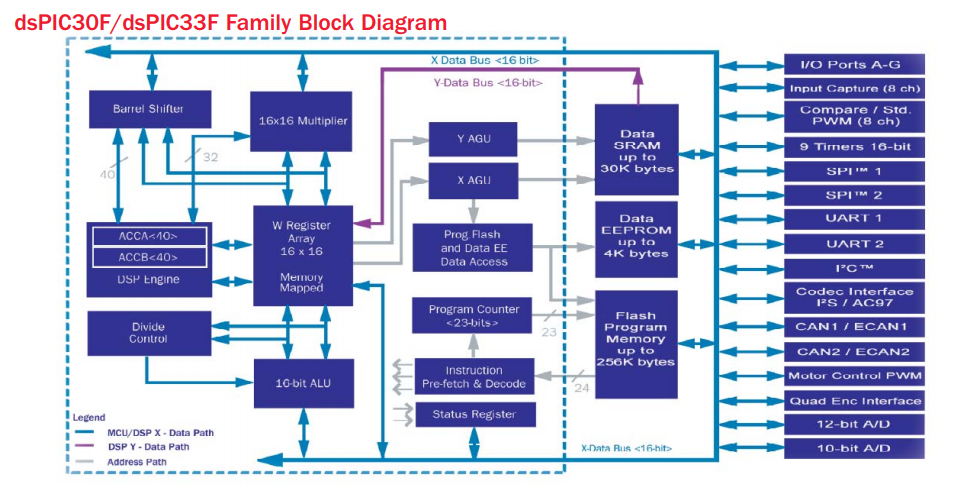 dsPIC30F/dsPIC33F Family Block Diagram
X Data Bus <16 bit>
Y-Data Bus <16-bit>
Barrel Shifter
16x16 Multiplier
40
32
Y AGU
X AGU
Data
SRAM
up to
30K bytes
ACCA<40>
ACCB<40>
DSP Engine
W Register
Array
16 x 16
Memory
Mapped
Prog.Flash
and Data EE
Data Access
Data
EEPROM
up to
4K bytes
Divide
Control
16-bit ALU
Program Counter
<23-bits>
23
Instruction
Pre-fetch & Decode
24
Status Register
Flash
Program
Memory
up to
256K bytes
X-Data Bus <16-bit>
I/O Ports A-G
Input Capture (8 ch)
Compare / Std.
PWM (8 ch)
9 Timers 16-bit
SPI™ 1
SPI™ 2
UART 1
UART 2
I²C™
Codec Interface
I²S / AC97
CAN1 / ECAN1
CAN2 / ECAN2
Motor Control PWM
Quad Enc Interface
12-bit A/D
10-bit A/D
Legend
MCU/DSP X - Data Path
DSP Y - Data Path
Address Path